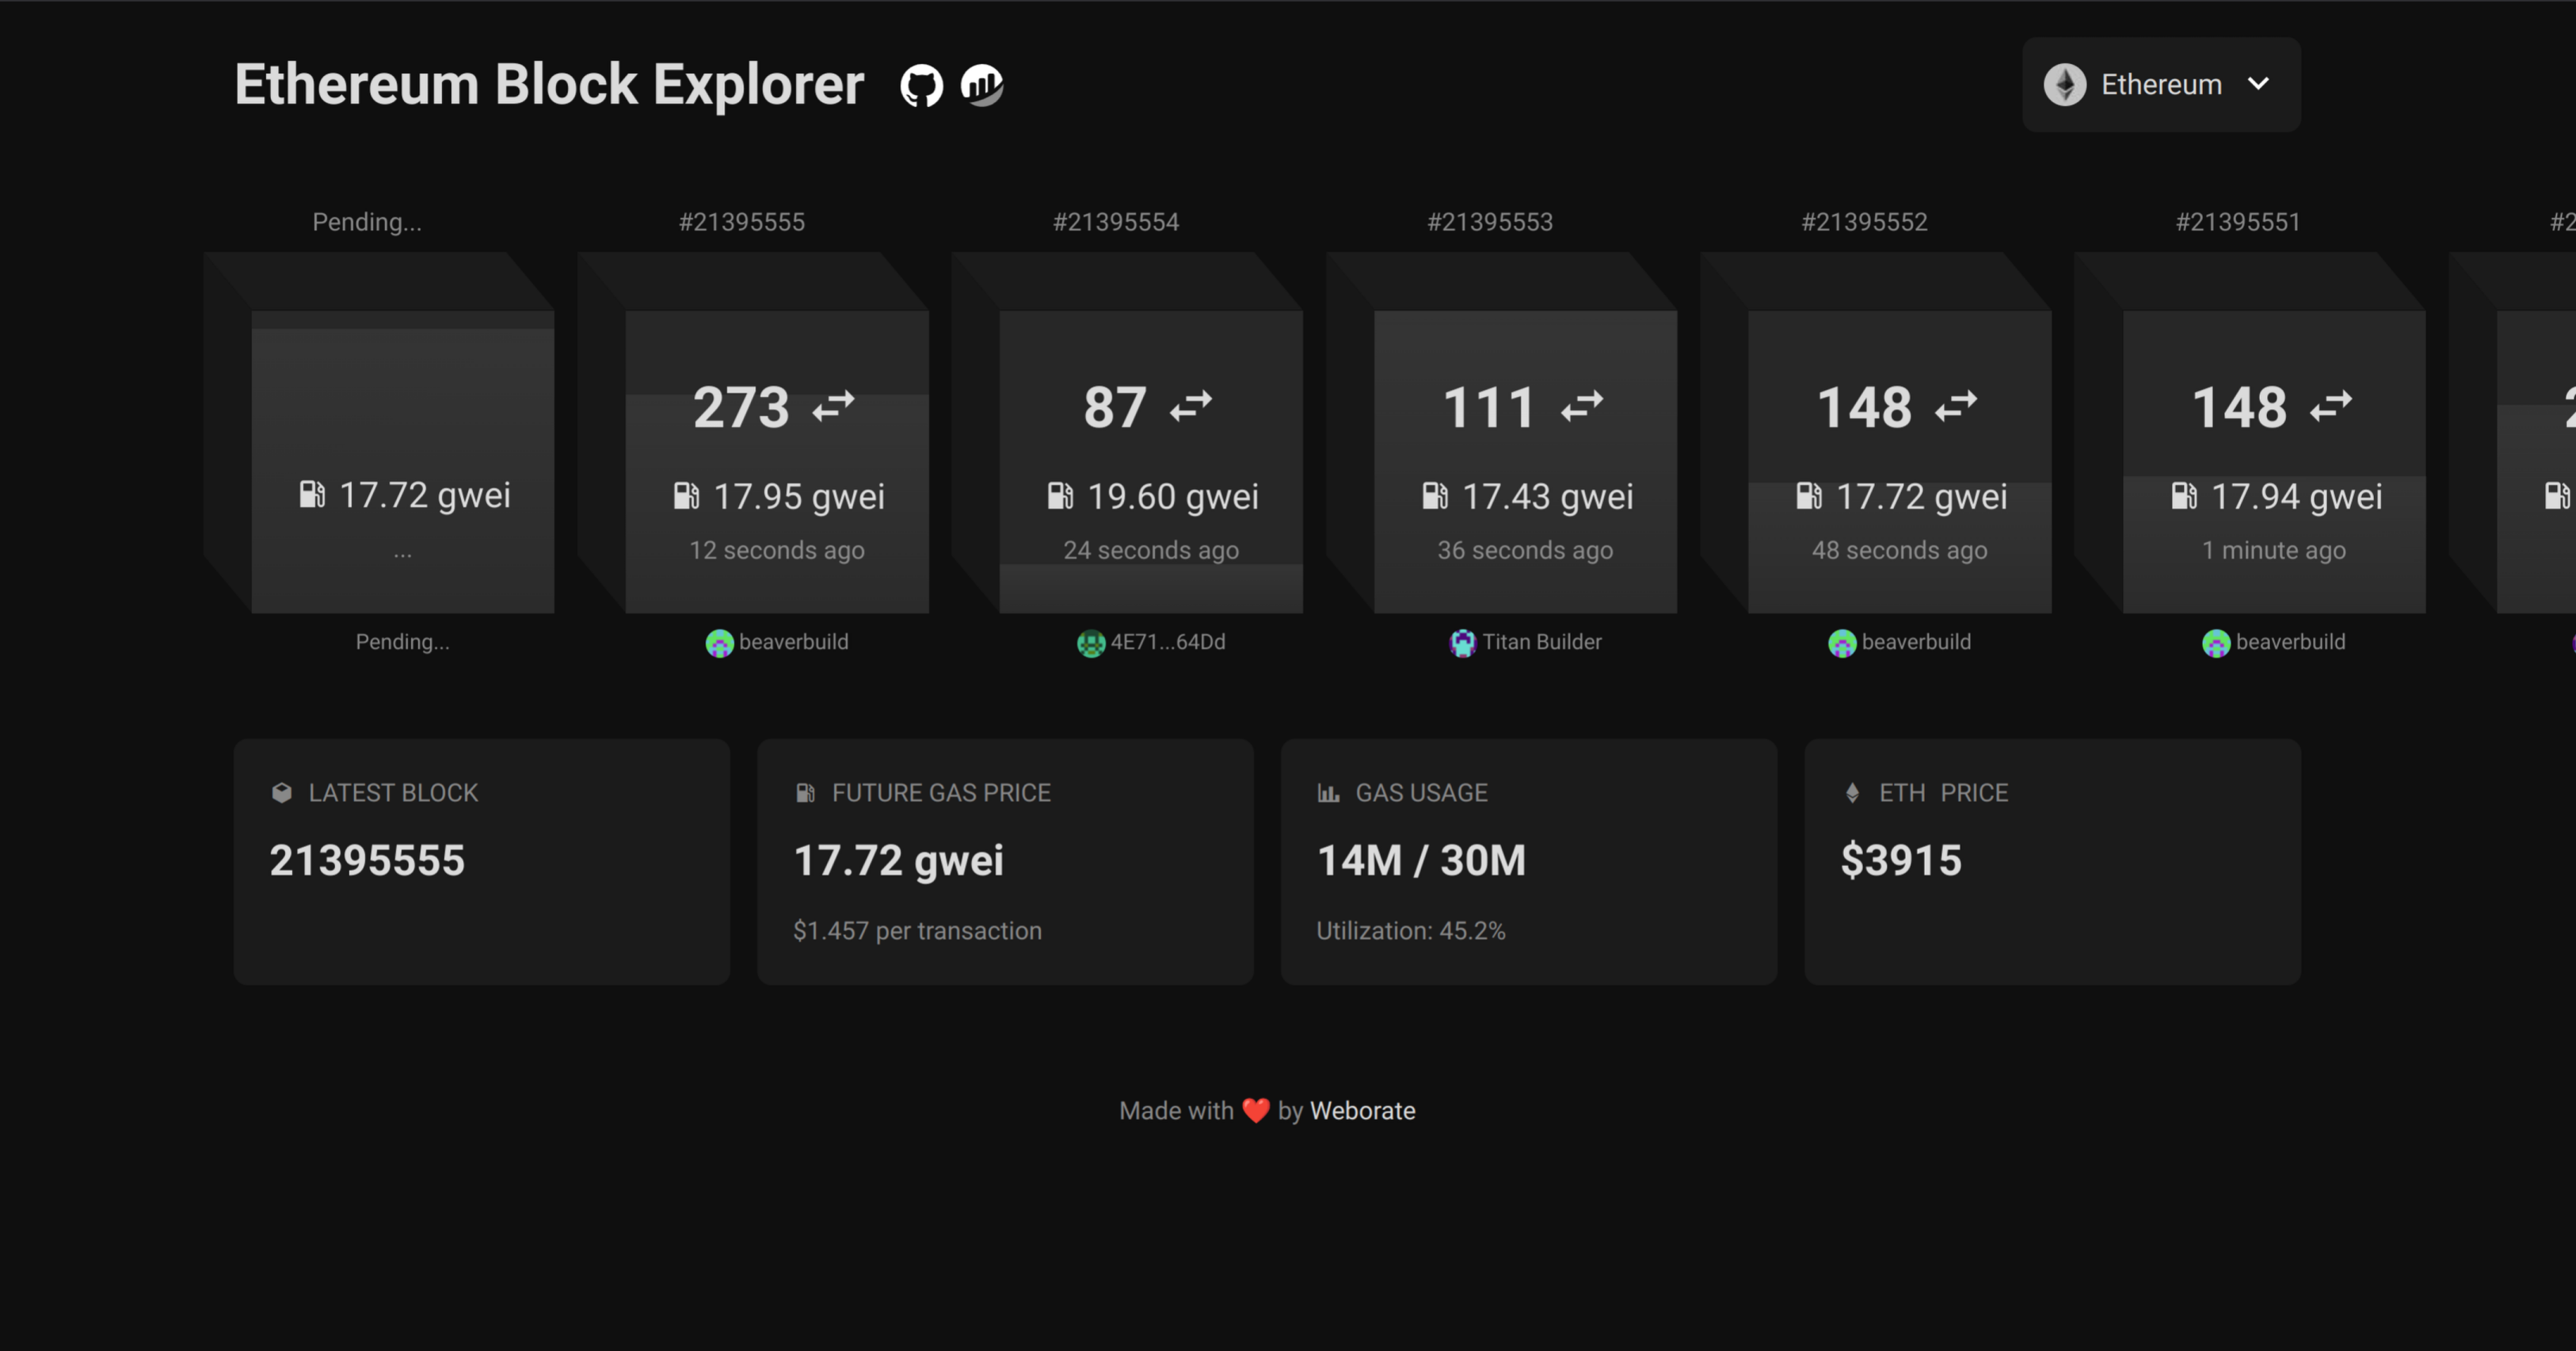 Ethereum Block Explorer
Ethereum
Pending...
#21395555
#21395554
#21395553
#21395552
#21395551
17.72 gwei
...
Pending...
273
17.95 gwei
12 seconds ago
beaverbuild
87
19.60 gwei
24 seconds ago
4E71...64Dd
111
17.43 gwei
36 seconds ago
Titan Builder
148
17.72 gwei
48 seconds ago
beaverbuild
148
17.94 gwei
1 minute ago
beaverbuild
LATEST BLOCK
21395555
FUTURE GAS PRICE
17.72 gwei
$1.457 per transaction
GAS USAGE
14M / 30M
Utilization: 45.2%
ETH PRICE
$3915
Made with ❤️ by Weborate